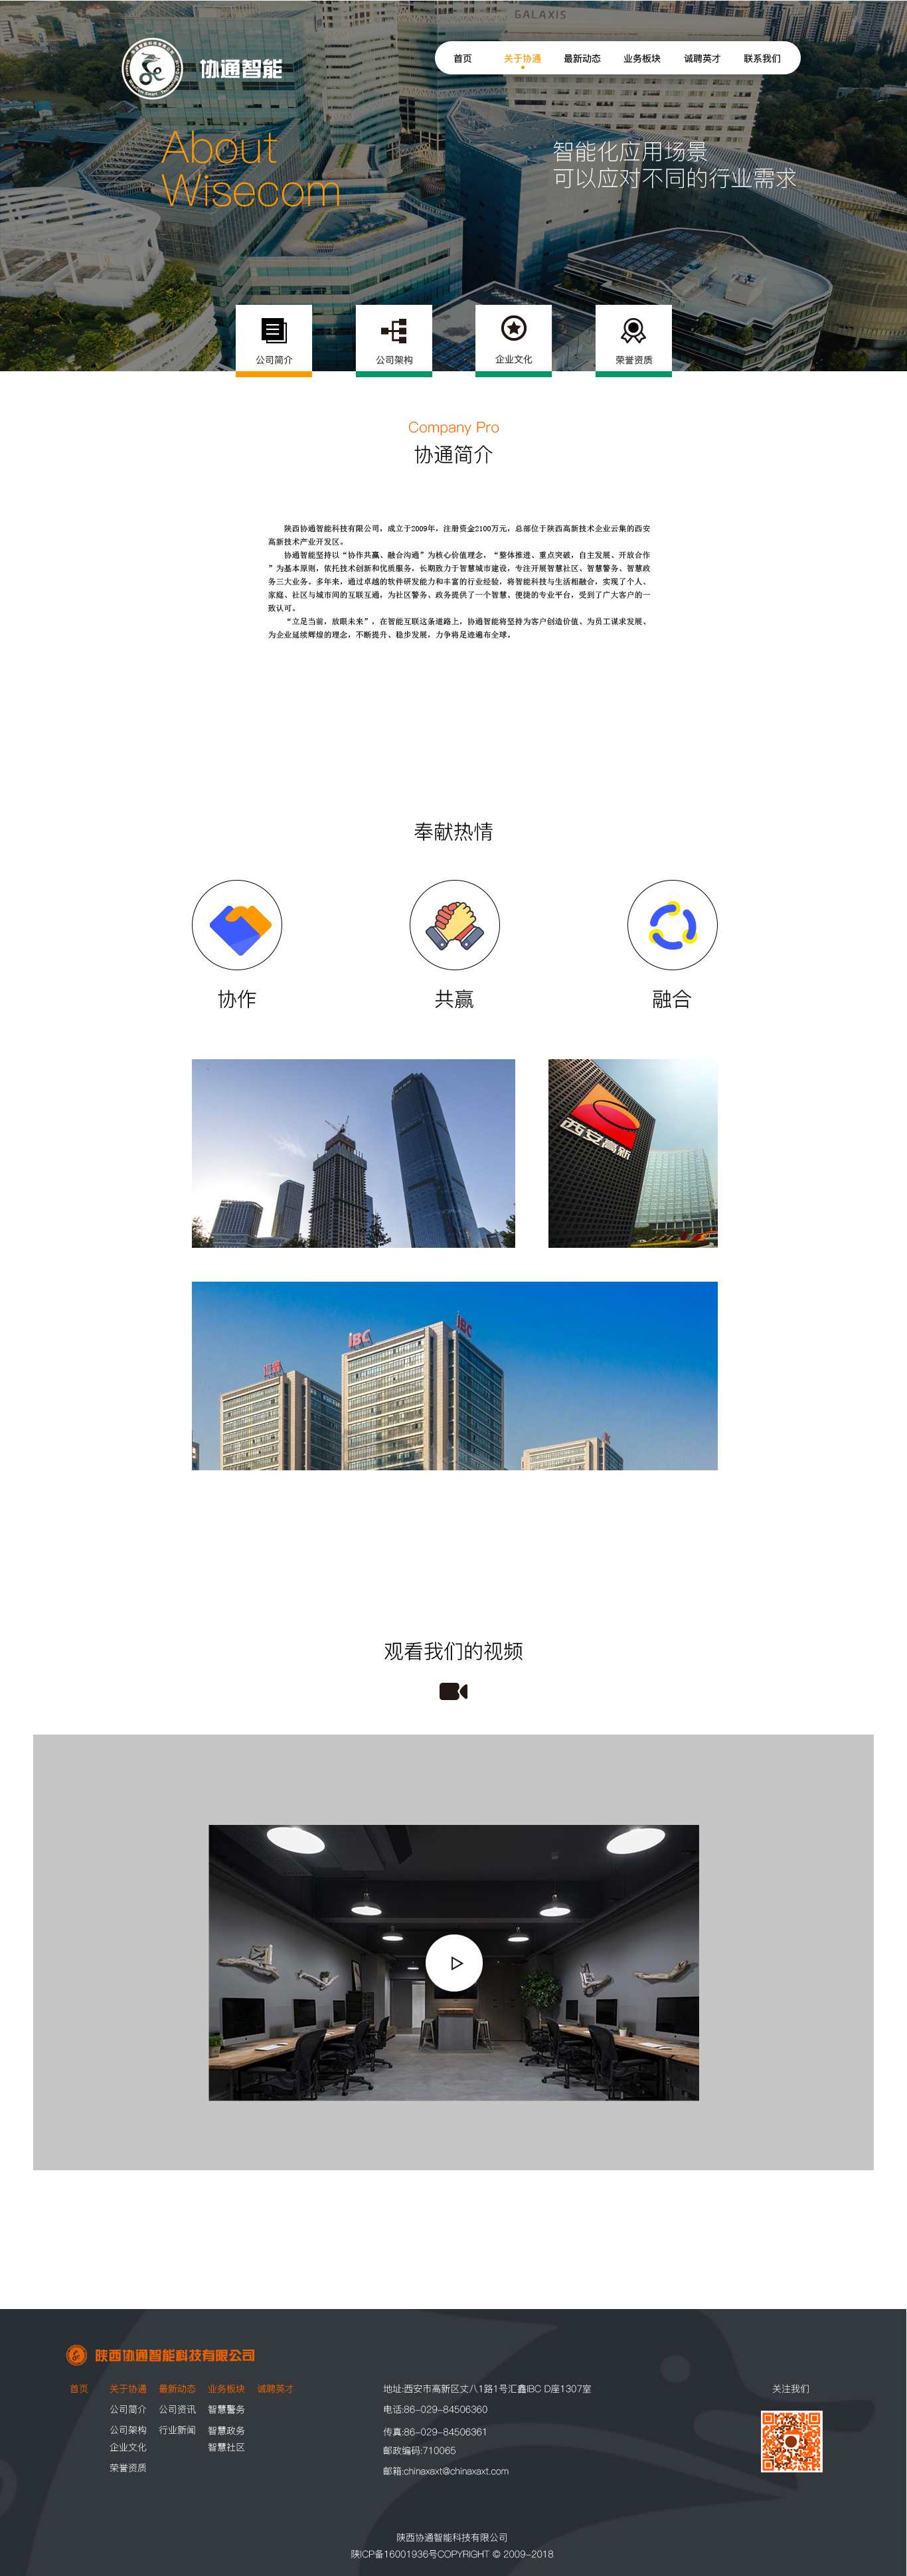 GALAXIS
协通智能
首页 关于协通 最新动态 业务板块 诚聘英才 联系我们
About
Wisecom
智能化应用场景
可以应对不同的行业需求
公司简介 公司架构 企业文化 荣誉资质
Company Pro
协通简介
陕西协通智能科技有限公司，成立于2009年，注册资金2100万元，总部位于陕西高新技术企业云集的西安
高新技术产业开发区。
协通智能坚持以“协作共赢、融合沟通”为核心价值理念，“整体推进、重点突破，自主发展、开放合作
”为基本原则，依托技术创新和优质服务，长期致力于智慧城市建设，专注开展智慧社区、智慧警务、智慧政
务三大业务。多年来，通过卓越的软件研发能力和丰富的行业经验，将智能科技与生活相融合，实现了个人、
家庭、社区与城市间的互联互通，为社区警务、政务提供了一个智慧、便捷的专业平台，受到了广大客户的一
致认可。
“立足当前，放眼未来”，在智能互联这条道路上，协通智能将坚持为客户创造价值、为员工谋求发展、
为企业延续辉煌的理念，不断提升、稳步发展，力争将足迹遍布全球。
奉献热情
协作 共赢 融合
西安高新
IBC IBC
观看我们的视频
陕西协通智能科技有限公司
首页 关于协通 最新动态 业务板块 诚聘英才
公司简介 公司资讯 智慧警务
公司架构 行业新闻 智慧政务
企业文化 智慧社区
荣誉资质
地址:西安市高新区丈八1路1号汇鑫IBC D座1307室
电话:86-029-84506360
传真:86-029-84506361
邮政编码:710065
邮箱:chinaxaxt@chinaxaxt.com
关注我们
陕西协通智能科技有限公司
陕ICP备16001936号COPYRIGHT © 2009-2018